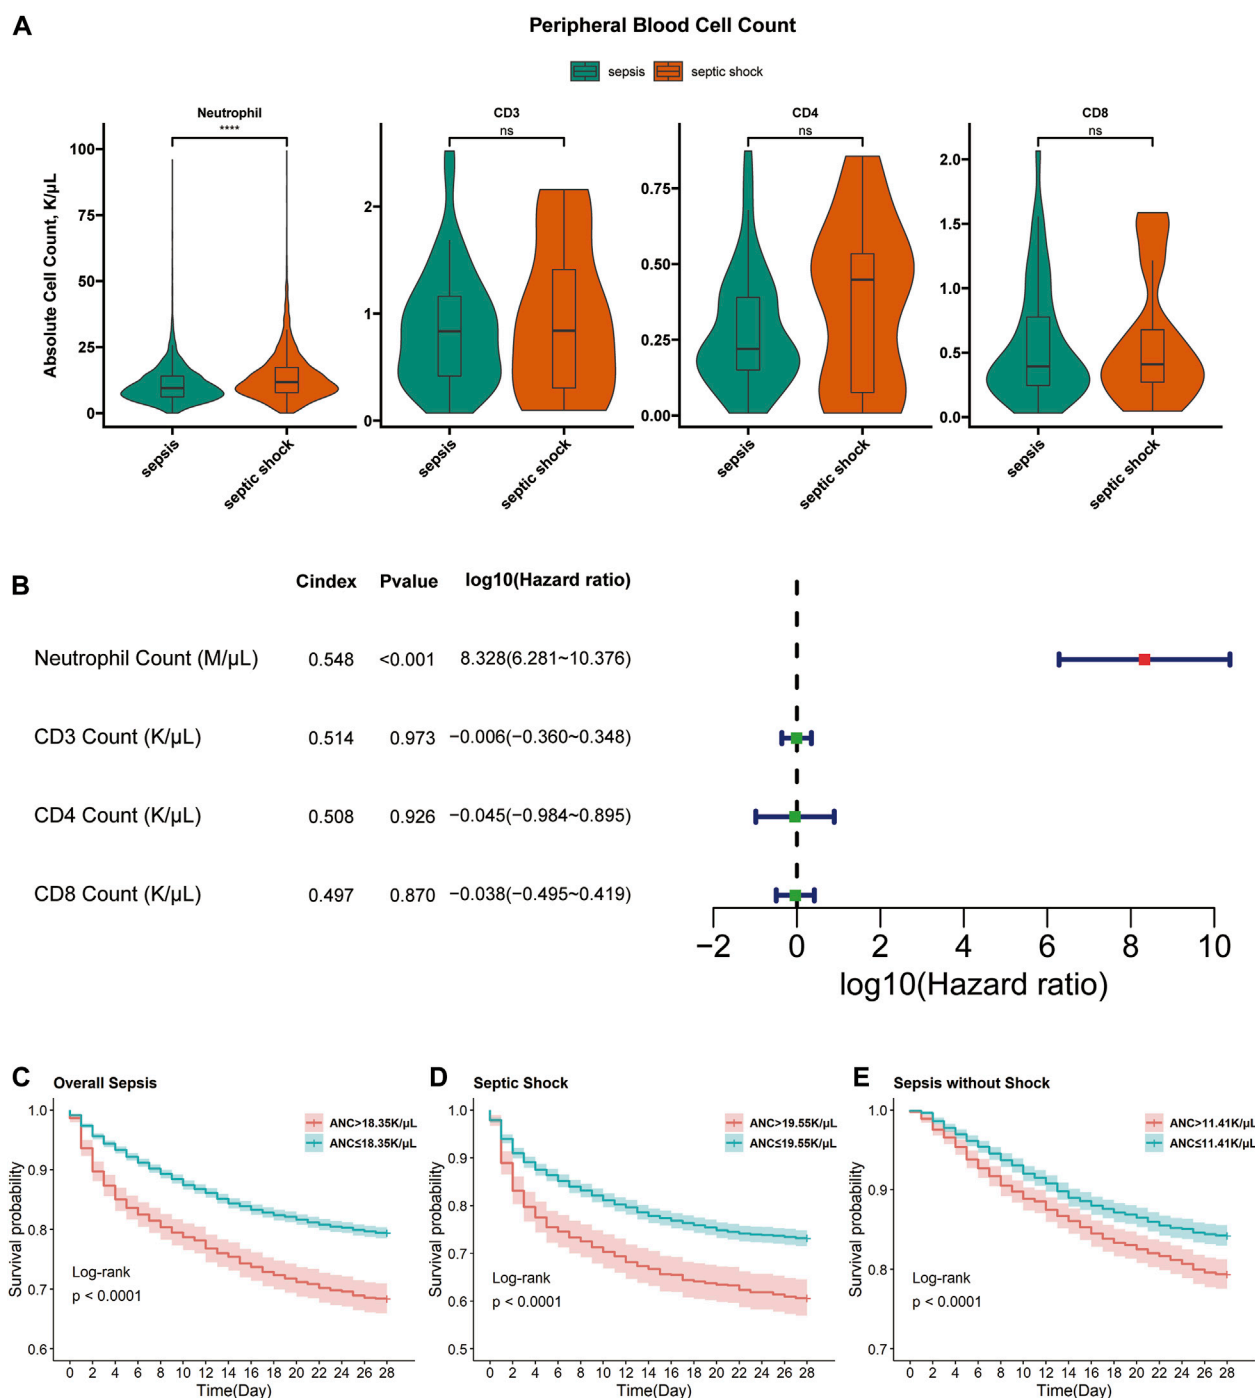 A
Peripheral Blood Cell Count
sepsis septic shock
Neutrophil
****
CD3
ns
CD4
ns
CD8
ns
Absolute Cell Count, K/μL
100
75
50
25
0
2
1
0
0.75
0.50
0.25
0.00
2.0
1.5
1.0
0.5
0.0
sepsis
septic shock
sepsis
septic shock
sepsis
septic shock
sepsis
septic shock
B
Cindex Pvalue log10(Hazard ratio)
Neutrophil Count (M/μL) 0.548 <0.001 8.328(6.281~10.376)
CD3 Count (K/μL) 0.514 0.973 −0.006(−0.360~0.348)
CD4 Count (K/μL) 0.508 0.926 −0.045(−0.984~0.895)
CD8 Count (K/μL) 0.497 0.870 −0.038(−0.495~0.419)
−2 0 2 4 6 8 10
log10(Hazard ratio)
C Overall Sepsis
ANC>18.35K/μL
ANC≤18.35K/μL
Survival probability
1.0
0.9
0.8
0.7
0.6
Log-rank
p < 0.0001
0 2 4 6 8 10 12 14 16 18 20 22 24 26 28
Time(Day)
D Septic Shock
ANC>19.55K/μL
ANC≤19.55K/μL
Survival probability
1.0
0.9
0.8
0.7
0.6
0.5
Log-rank
p < 0.0001
0 2 4 6 8 10 12 14 16 18 20 22 24 26 28
Time(Day)
E Sepsis without Shock
ANC>11.41K/μL
ANC≤11.41K/μL
Survival probability
1.0
0.9
0.8
0.7
Log-rank
p < 0.0001
0 2 4 6 8 10 12 14 16 18 20 22 24 26 28
Time(Day)